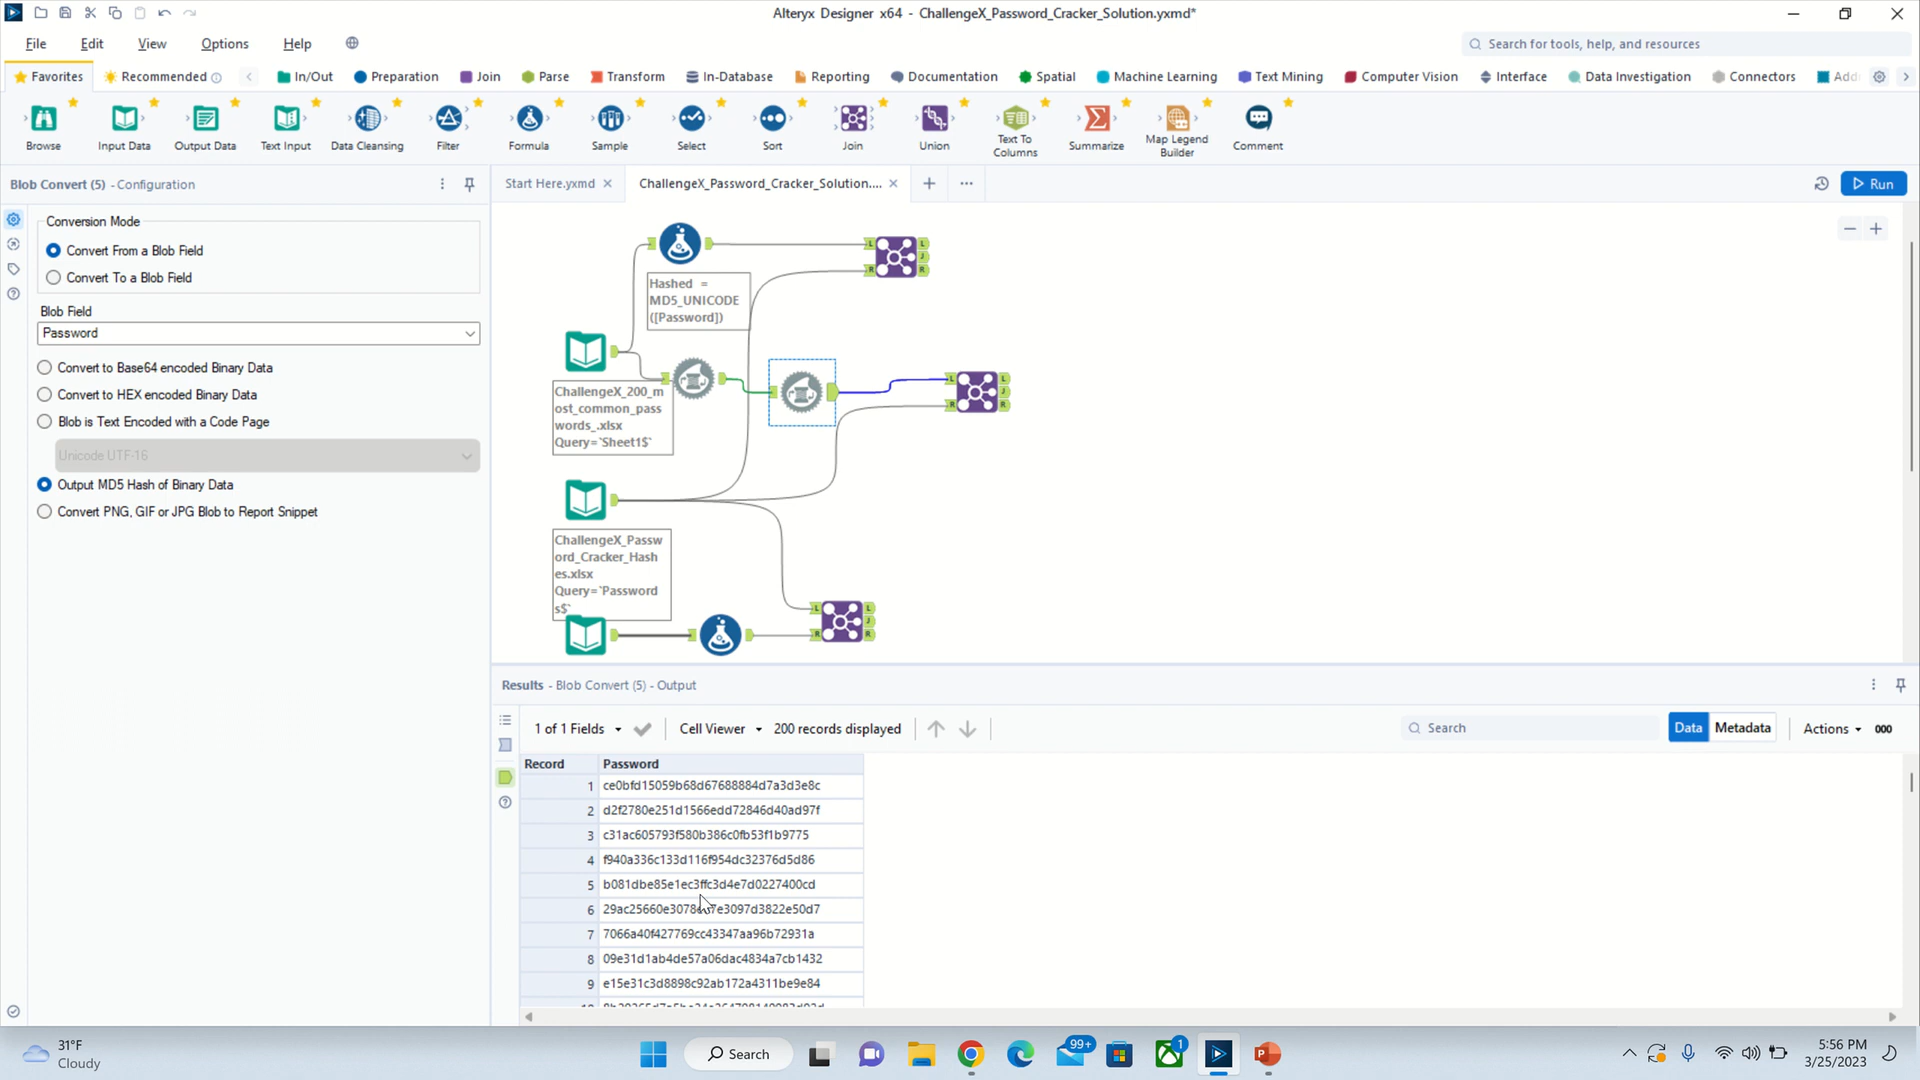 Alteryx Designer x64 - ChallengeX_Password_Cracker_Solution.yxmd*
File Edit View Options Help
Search for tools, help, and resources
Favorites Recommended In/Out Preparation Join Parse Transform In-Database Reporting Documentation Spatial Machine Learning Text Mining Computer Vision Interface Data Investigation Connectors Add
Browse Input Data Output Data Text Input Data Cleansing Filter Formula Sample Select Sort Join Union Text To Columns Summarize Map Legend Builder Comment
Blob Convert (5) - Configuration
Start Here.yxmd
ChallengeX_Password_Cracker_Solution....
Run
Conversion Mode
Convert From a Blob Field
Convert To a Blob Field
Blob Field
Password
Convert to Base64 encoded Binary Data
Convert to HEX encoded Binary Data
Blob is Text Encoded with a Code Page
Unicode UTF-16
Output MD5 Hash of Binary Data
Convert PNG, GIF or JPG Blob to Report Snippet
L
R
L
J
R
Hashed =
MD5_UNICODE
([Password])
ChallengeX_200_m
ost_common_pass
words_.xlsx
Query=`Sheet1$`
L
R
L
J
R
ChallengeX_Passw
ord_Cracker_Hash
es.xlsx
Query=`Password
s$`
L
R
L
J
R
Results - Blob Convert (5) - Output
1 of 1 Fields Cell Viewer 200 records displayed Search Data Metadata Actions 000
Record Password
1 ce0bfd15059b68d67688884d7a3d3e8c
2 d2f2780e251d1566edd72846d40ad97f
3 c31ac605793f580b386c0fb53f1b9775
4 f940a336c133d116f954dc32376d5d86
5 b081dbe85e1ec3ffc3d4e7d0227400cd
6
7 7066a40f427769cc43347aa96b72931a
8 09e31d1ab4de57a06dac4834a7cb1432
9 e15e31c3d8898c92ab172a4311be9e84
31°F
Cloudy
Search
99+
1
5:56 PM
3/25/2023